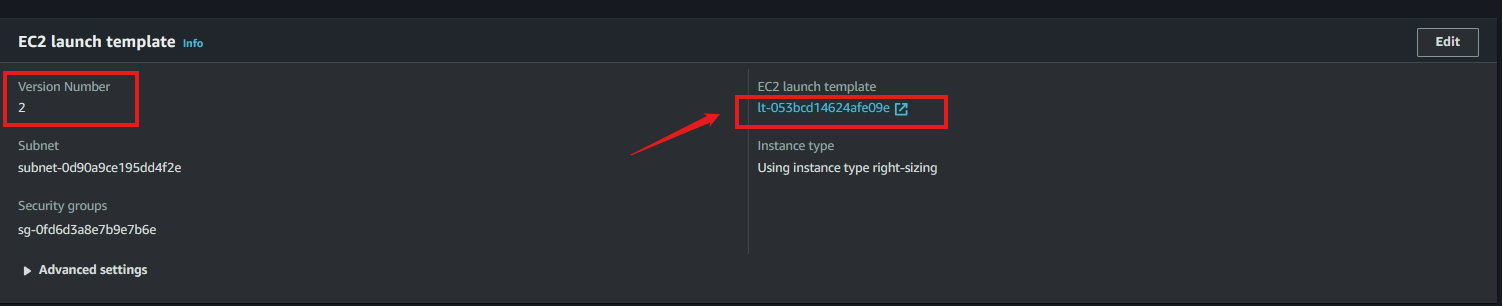 EC2 launch template Info
Edit
Version Number
2
EC2 launch template
lt-053bcd14624afe09e
Subnet
subnet-0d90a9ce195dd4f2e
Instance type
Using instance type right-sizing
Security groups
sg-0fd6d3a8e7b9e7b6e
Advanced settings